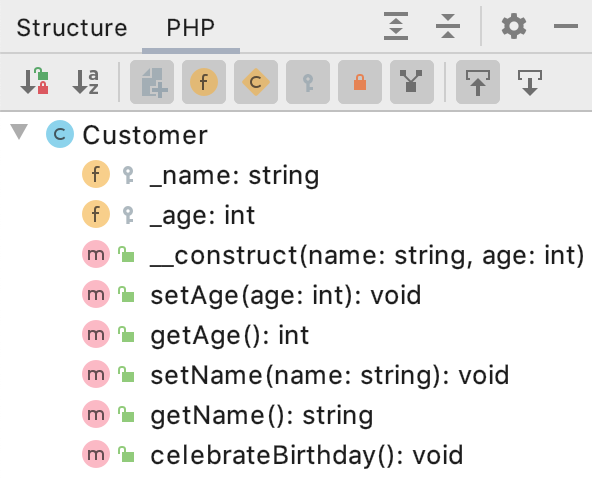 Structure PHP
Customer
_name: string
_age: int
__construct(name: string, age: int)
setAge(age: int): void
getAge(): int
setName(name: string): void
getName(): string
celebrateBirthday(): void